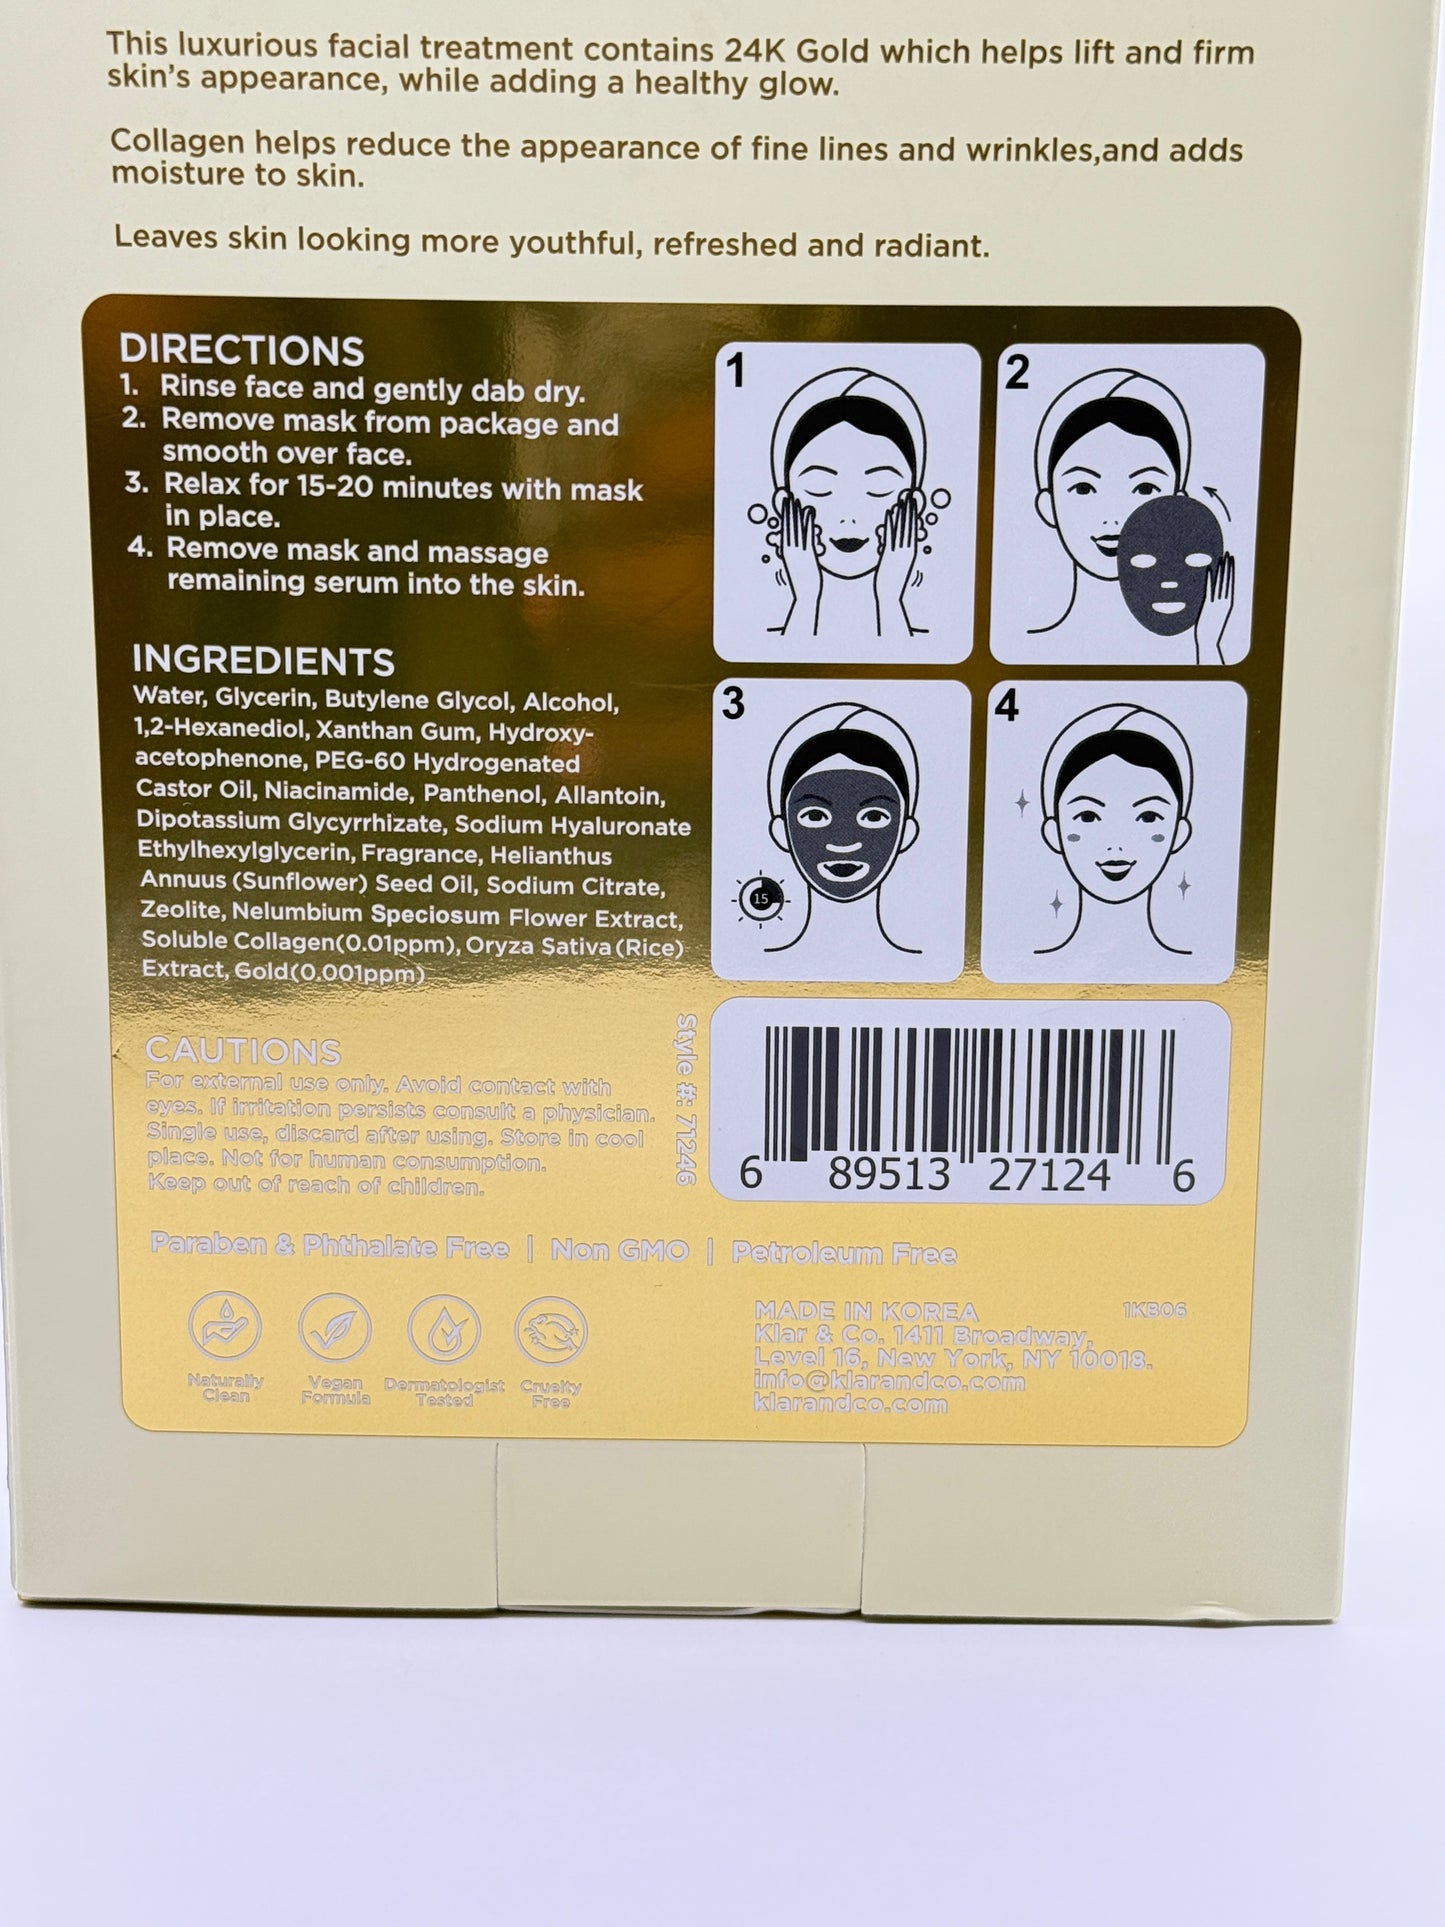 This luxurious facial treatment contains 24K Gold which helps lift and firm
skin's appearance, while adding a healthy glow.
Collagen helps reduce the appearance of fine lines and wrinkles,and adds
moisture to skin.
Leaves skin looking more youthful, refreshed and radiant.
DIRECTIONS
1. Rinse face and gently dab dry.
2. Remove mask from package and
smooth over face.
3. Relax for 15-20 minutes with mask
in place.
4. Remove mask and massage
remaining serum into the skin.
INGREDIENTS
Water, Glycerin, Butylene Glycol, Alcohol,
1,2-Hexanediol, Xanthan Gum, Hydroxy-
acetophenone, PEG-60 Hydrogenated
Castor Oil, Niacinamide, Panthenol, Allantoin,
Dipotassium Glycyrrhizate, Sodium Hyaluronate
Ethylhexylglycerin, Fragrance, Helianthus
Annuus (Sunflower) Seed Oil, Sodium Citrate,
Zeolite, Nelumbium Speciosum Flower Extract,
Soluble Collagen(0.01ppm), Oryza Sativa (Rice)
Extract, Gold(0.001ppm)
1
2
3
15
4
CAUTIONS
For external use only. Avoid contact with
eyes. If irritation persists consult a physician.
Single use, discard after using. Store in cool
place. Not for human consumption.
Keep out of reach of children.
Style #: 71246
6 89513 27124 6
Paraben & Phthalate Free | Non GMO | Petroleum Free
Naturally
Clean
Vegan
Formula
Dermatologist
Tested
Cruelty
Free
MADE IN KOREA 1KB06
Klar & Co. 1411 Broadway,
Level 16, New York, NY 10018.
info@klarandco.com
klarandco.com